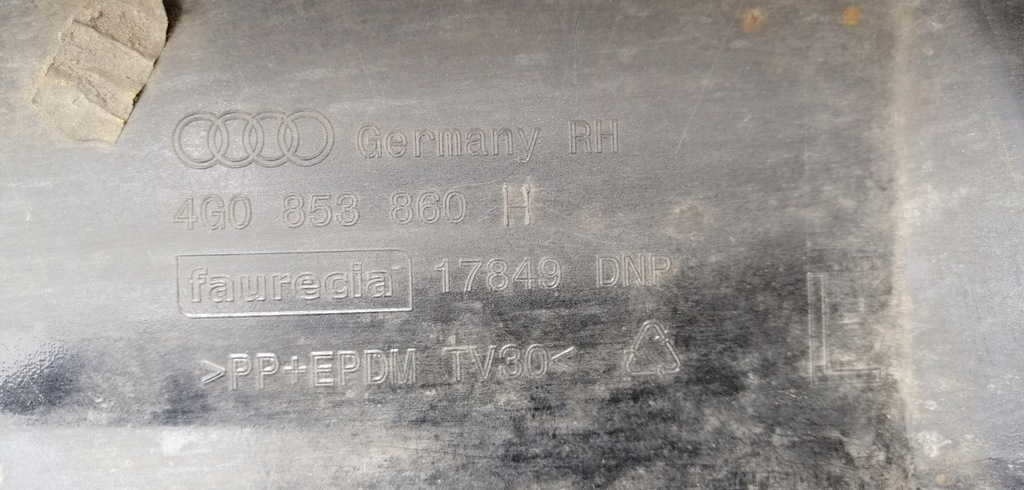 Germany RH
4G0 853 860 H
faurecia 17849 DNP
>PP+EPDM TV30<
L